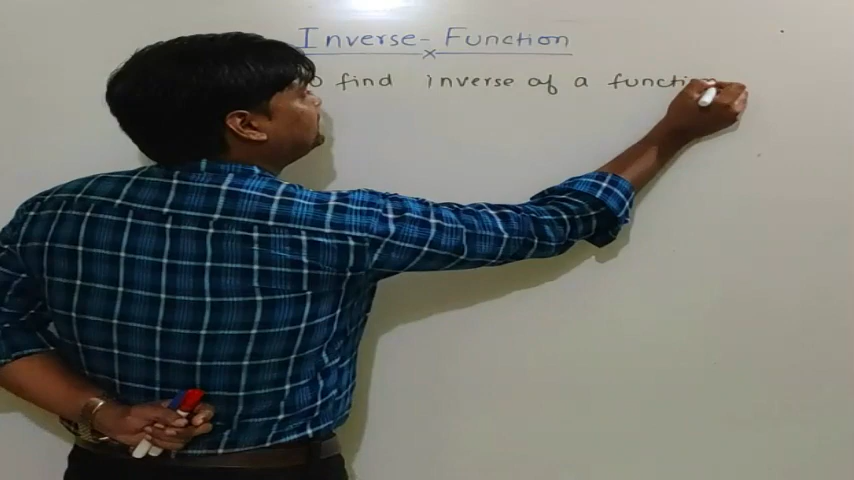 Inverse - Function
To find inverse of a function